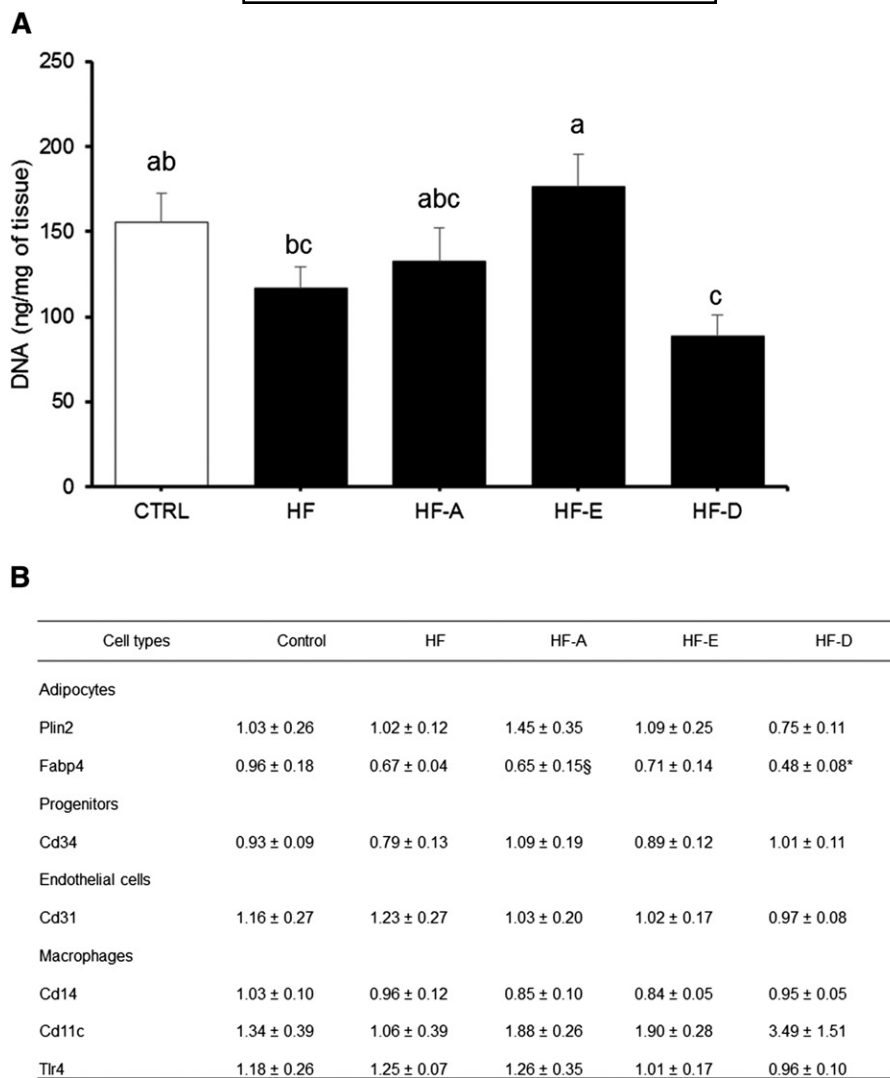 A
250
200
150
100
50
0
DNA (ng/mg of tissue)
ab
bc
abc
a
c
CTRL HF HF-A HF-E HF-D
B
Cell types Control HF HF-A HF-E HF-D
Adipocytes
Plin2 1.03 ± 0.26 1.02 ± 0.12 1.45 ± 0.35 1.09 ± 0.25 0.75 ± 0.11
Fabp4 0.96 ± 0.18 0.67 ± 0.04 0.65 ± 0.15§ 0.71 ± 0.14 0.48 ± 0.08*
Progenitors
Cd34 0.93 ± 0.09 0.79 ± 0.13 1.09 ± 0.19 0.89 ± 0.12 1.01 ± 0.11
Endothelial cells
Cd31 1.16 ± 0.27 1.23 ± 0.27 1.03 ± 0.20 1.02 ± 0.17 0.97 ± 0.08
Macrophages
Cd14 1.03 ± 0.10 0.96 ± 0.12 0.85 ± 0.10 0.84 ± 0.05 0.95 ± 0.05
Cd11c 1.34 ± 0.39 1.06 ± 0.39 1.88 ± 0.26 1.90 ± 0.28 3.49 ± 1.51
Tlr4 1.18 ± 0.26 1.25 ± 0.07 1.26 ± 0.35 1.01 ± 0.17 0.96 ± 0.10